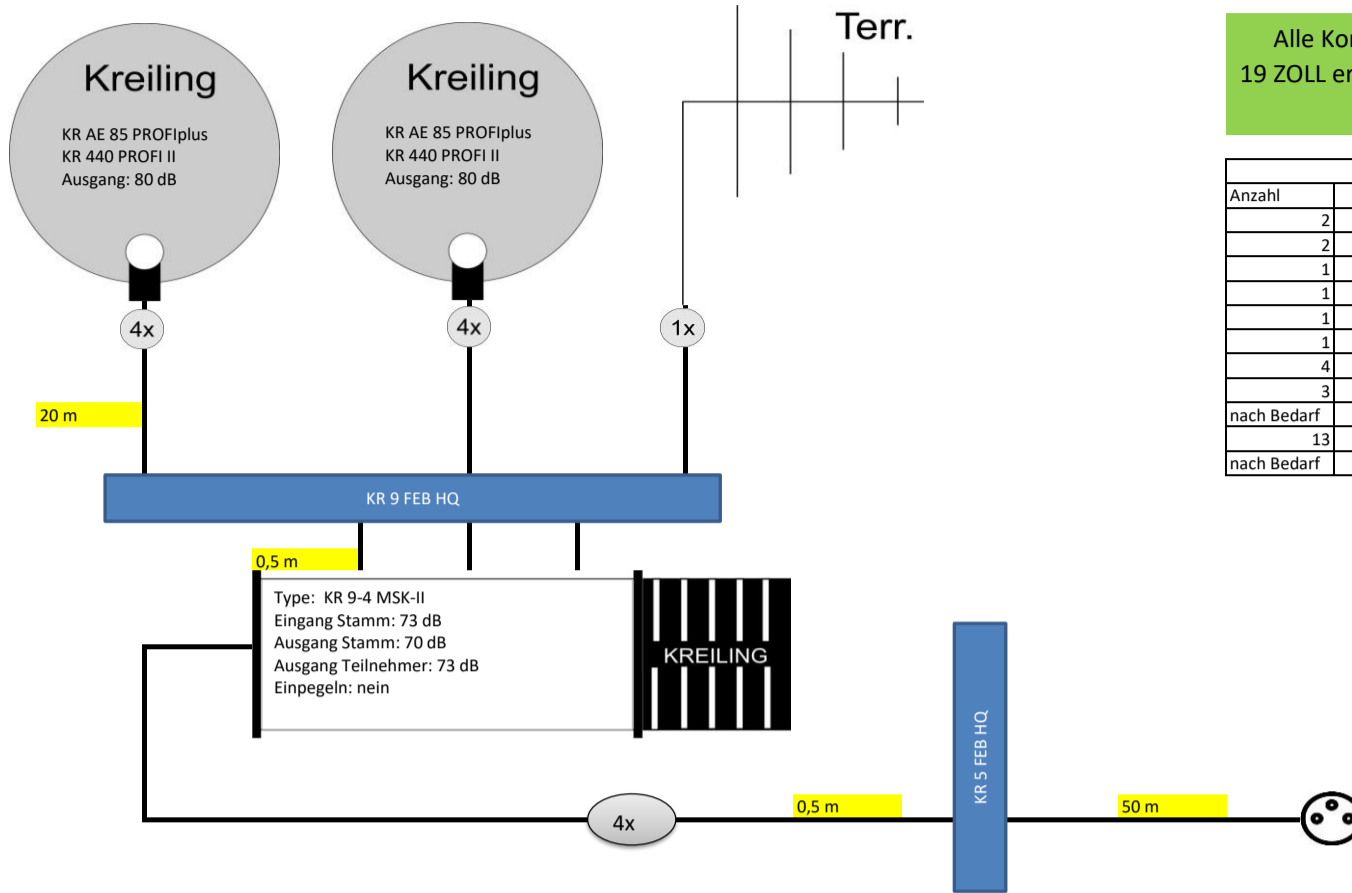 Terr.
Kreiling
KR AE 85 PROFIplus
KR 440 PROFI II
Ausgang: 80 dB
Kreiling
KR AE 85 PROFIplus
KR 440 PROFI II
Ausgang: 80 dB
4x
4x
1x
20 m
KR 9 FEB HQ
0,5 m
Type: KR 9-4 MSK-II
Eingang Stamm: 73 dB
Ausgang Stamm: 70 dB
Ausgang Teilnehmer: 73 dB
Einpegeln: nein
KREILING
KR 5 FEB HQ
4x
0,5 m
50 m
Alle
19 ZOLL
Anzahl
2
2
1
1
1
1
4
3
nach Bedarf
13
nach Bedarf